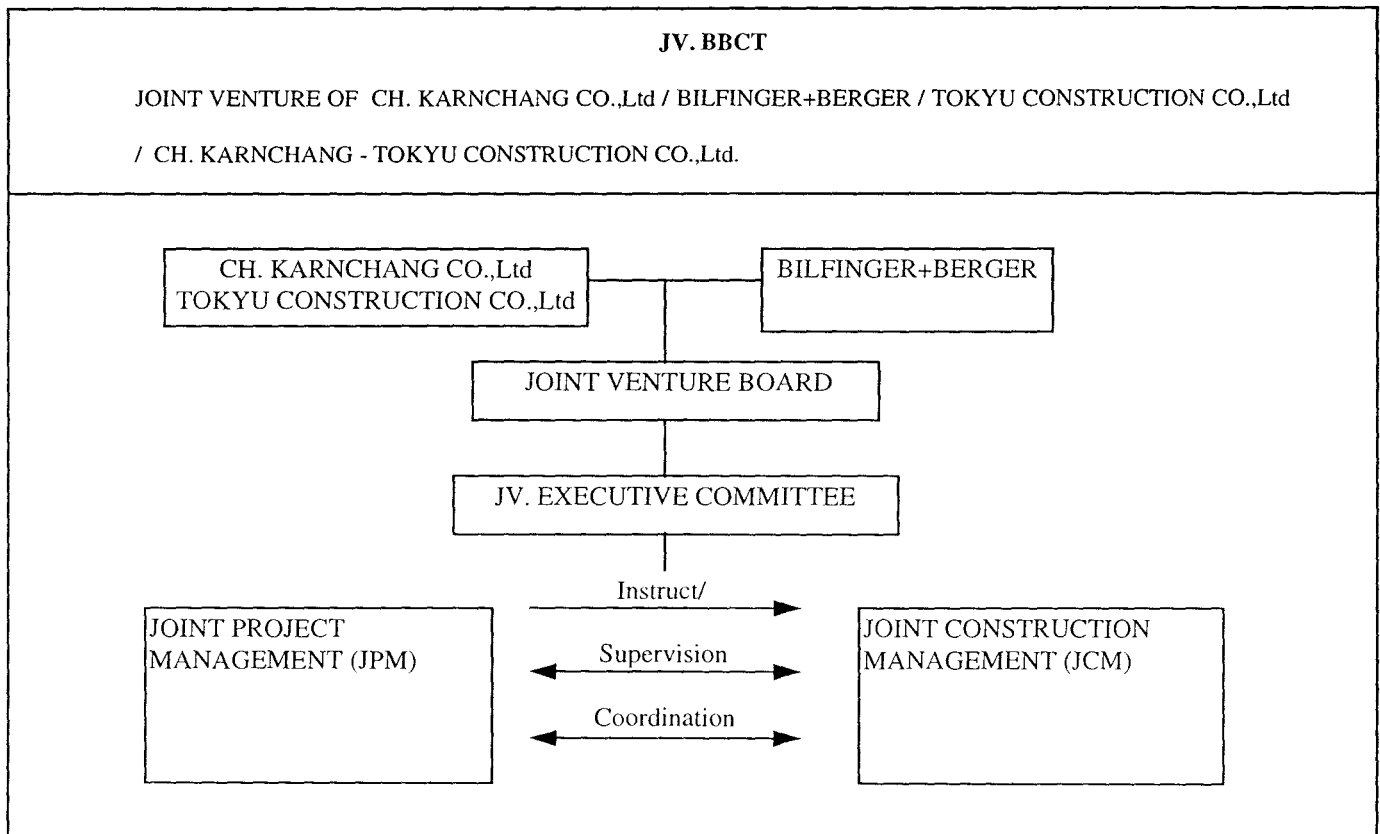 JV. BBCT
JOINT VENTURE OF CH. KARNCHANG CO.,Ltd / BILFINGER+BERGER / TOKYU CONSTRUCTION CO.,Ltd
/ CH. KARNCHANG - TOKYU CONSTRUCTION CO.,Ltd.
CH. KARNCHANG CO.,Ltd
TOKYU CONSTRUCTION CO.,Ltd
BILFINGER+BERGER
JOINT VENTURE BOARD
JV. EXECUTIVE COMMITTEE
Instruct/
JOINT PROJECT
MANAGEMENT (JPM)
Supervision
Coordination
JOINT CONSTRUCTION
MANAGEMENT (JCM)